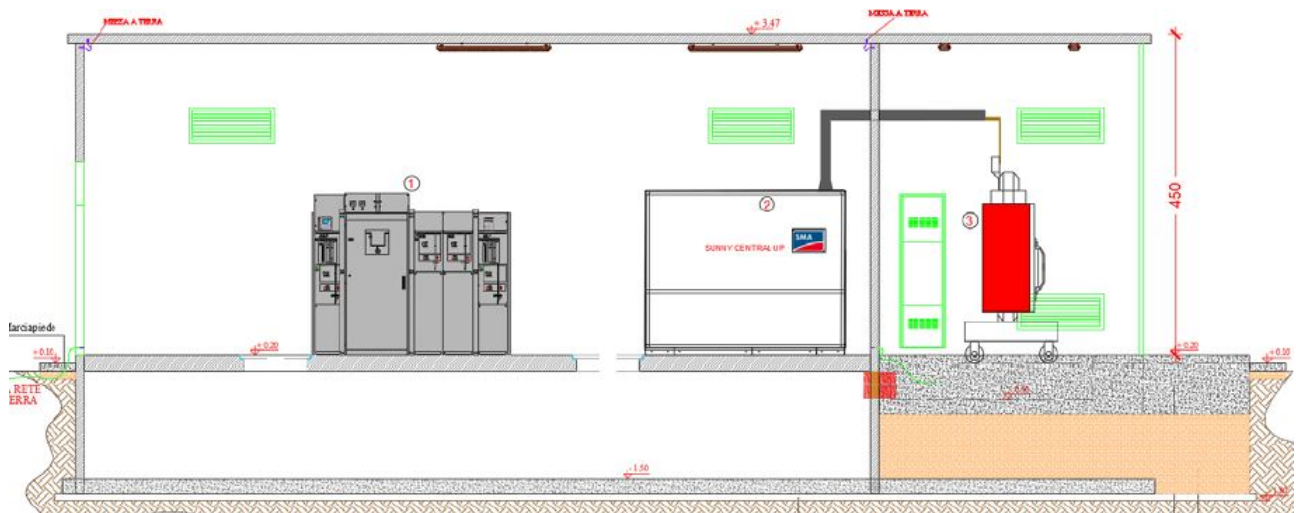 MESSA A TERRA
MESSA A TERRA
+ 3.47
1
2
3
SMA
SUNNY CENTRAL UP
450
Marciapiede
+ 0.10
+ 0.20
+ 0.20
+ 0.10
A RETE
TERRA
- 1.50